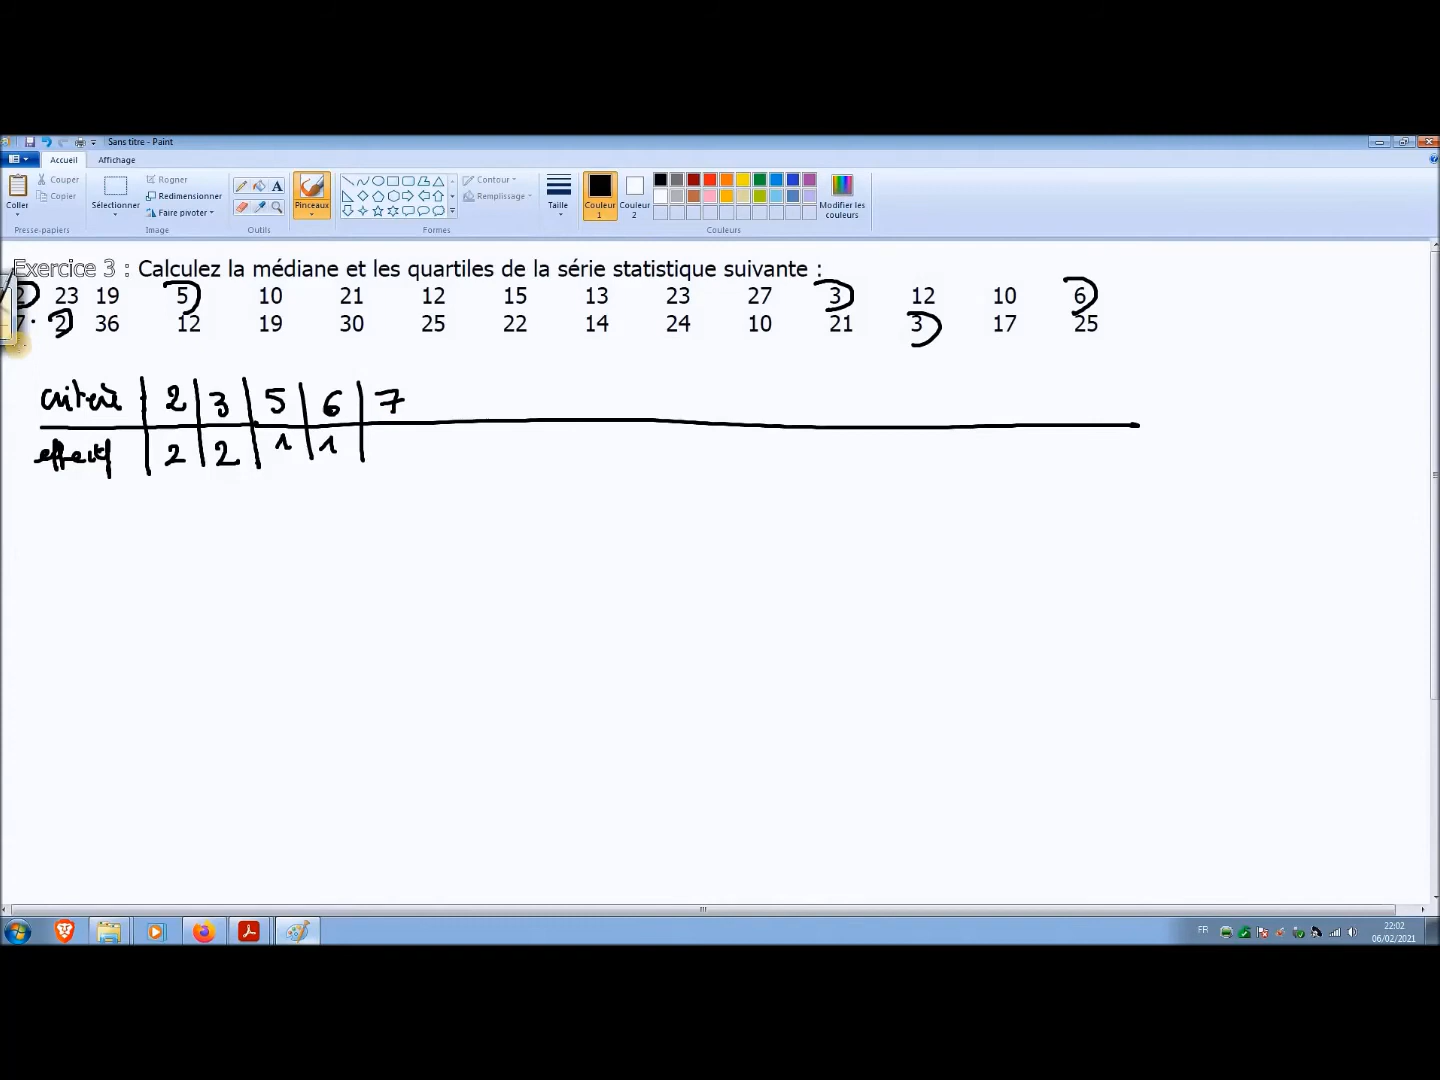 Sans titre - Paint
Accueil Affichage
Coller
Couper
Copier
Presse-papiers
Sélectionner
Rogner
Redimensionner
Faire pivoter
Image
A
Outils
Pinceaux
Contour
Remplissage
Formes
Taille
Couleur 1
Couleur 2
Modifier les couleurs
Couleurs
Exercice 3 : Calculez la médiane et les quartiles de la série statistique suivante :
2 23 19 5 10 21 12 15 13 23 27 3 12 10 6
7 2 36 12 19 30 25 22 14 24 10 21 3 17 25
critère 2 3 5 6 7
effectif 2 2 1 1
FR
22:02
06/02/2021